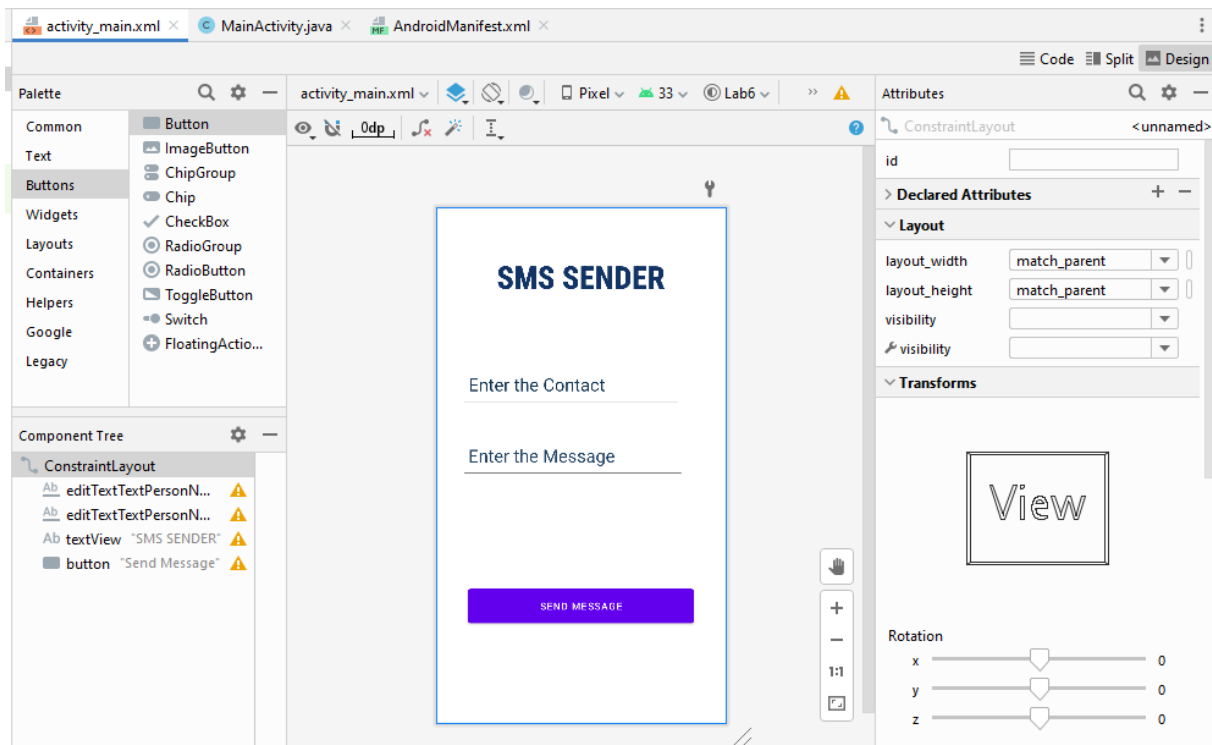 activity_main.xml MainActivity.java AndroidManifest.xml
Code Split Design
Palette
Common
Text
Buttons
Widgets
Layouts
Containers
Helpers
Google
Legacy
Button
ImageButton
ChipGroup
Chip
CheckBox
RadioGroup
RadioButton
ToggleButton
Switch
FloatingActio...
Component Tree
ConstraintLayout
Ab editTextTextPersonN...
Ab editTextTextPersonN...
Ab textView "SMS SENDER"
button "Send Message"
activity_main.xml Pixel 33 Lab6 >>
0dp
?
SMS SENDER
Enter the Contact
Enter the Message
SEND MESSAGE
+
−
1:1
Attributes
ConstraintLayout <unnamed>
id
Declared Attributes + −
Layout
layout_width match_parent
layout_height match_parent
visibility
visibility
Transforms
View
Rotation
x 0
y 0
z 0